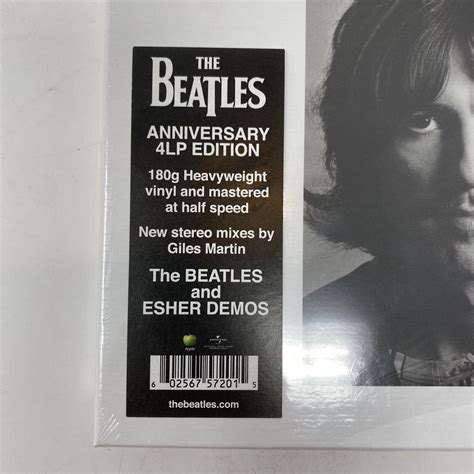 THE
BEATLES
ANNIVERSARY
4LP EDITION
180g Heavyweight
vinyl and mastered
at half speed
New stereo mixes by
Giles Martin
The BEATLES
and
ESHER DEMOS
6 02567 57201 5
thebeatles.com